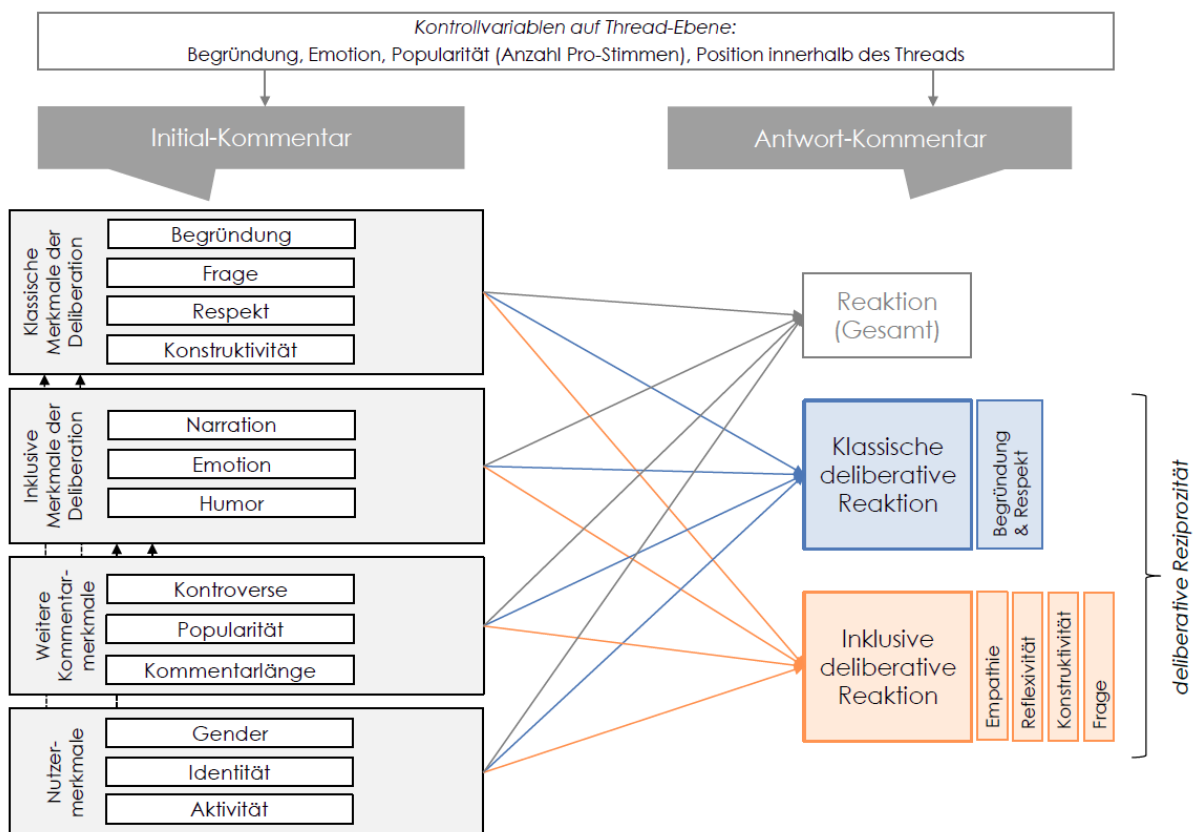 Kontrollvariablen auf Thread-Ebene:
Begründung, Emotion, Popularität (Anzahl Pro-Stimmen), Position innerhalb des Threads
Initial-Kommentar
Antwort-Kommentar
Klassische
Merkmale der
Deliberation
Begründung
Frage
Respekt
Konstruktivität
Inklusive
Merkmale der
Deliberation
Narration
Emotion
Humor
Weitere
Kommentar-
merkmale
Kontroverse
Popularität
Kommentarlänge
Nutzer-
merkmale
Gender
Identität
Aktivität
Reaktion
(Gesamt)
Klassische
deliberative
Reaktion
Begründung
& Respekt
Inklusive
deliberative
Reaktion
Empathie
Reflexivität
Konstruktivität
Frage
deliberative Reziprozität